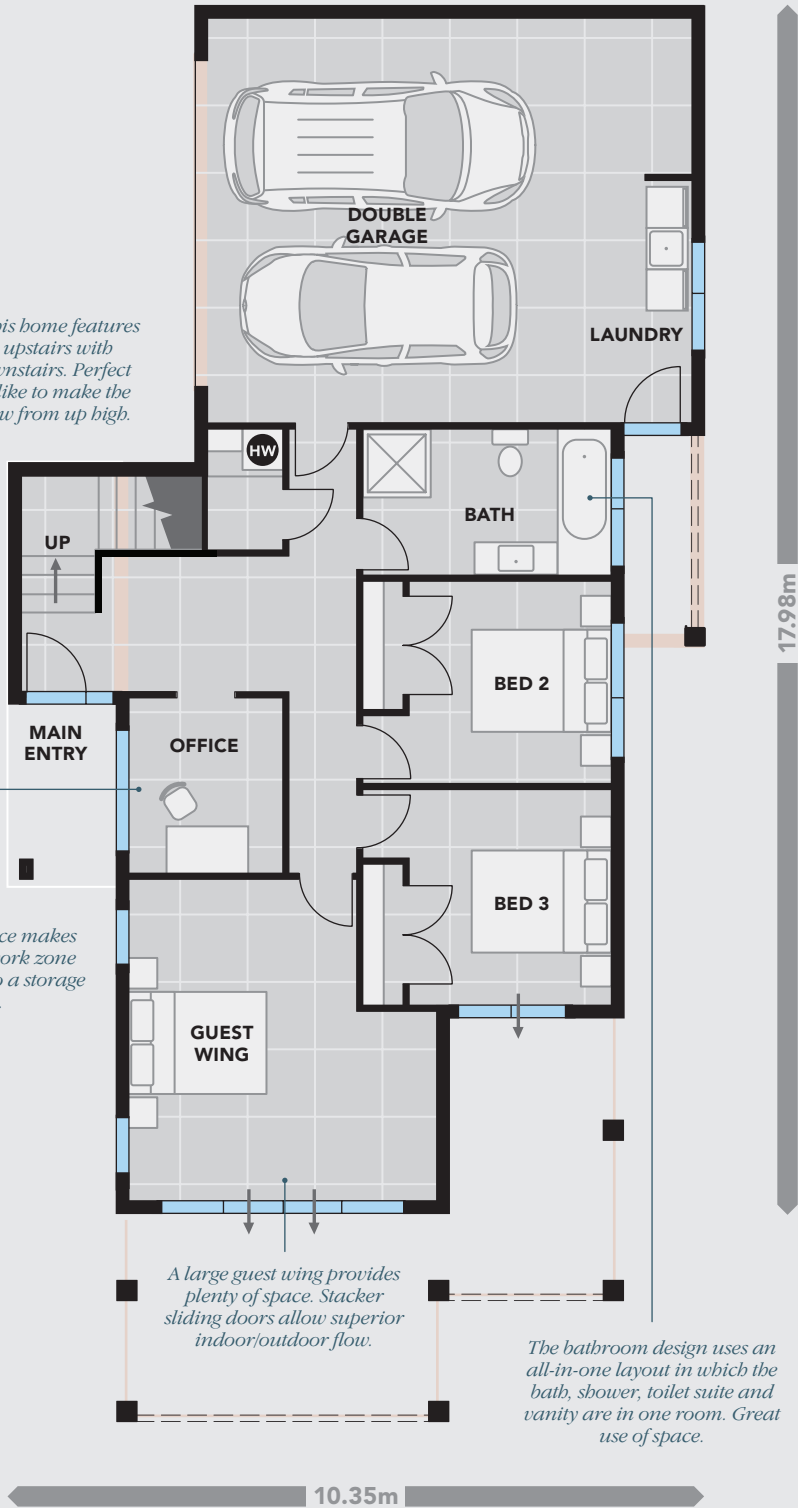 DOUBLE
GARAGE
LAUNDRY
his home features
upstairs with
wnstairs. Perfect
like to make the
w from up high.
HW
BATH
UP
17.98m
BED 2
MAIN
ENTRY
OFFICE
BED 3
ce makes
ork zone
o a storage
GUEST
WING
A large guest wing provides
plenty of space. Stacker
sliding doors allow superior
indoor/outdoor flow.
The bathroom design uses an
all-in-one layout in which the
bath, shower, toilet suite and
vanity are in one room. Great
use of space.
10.35m